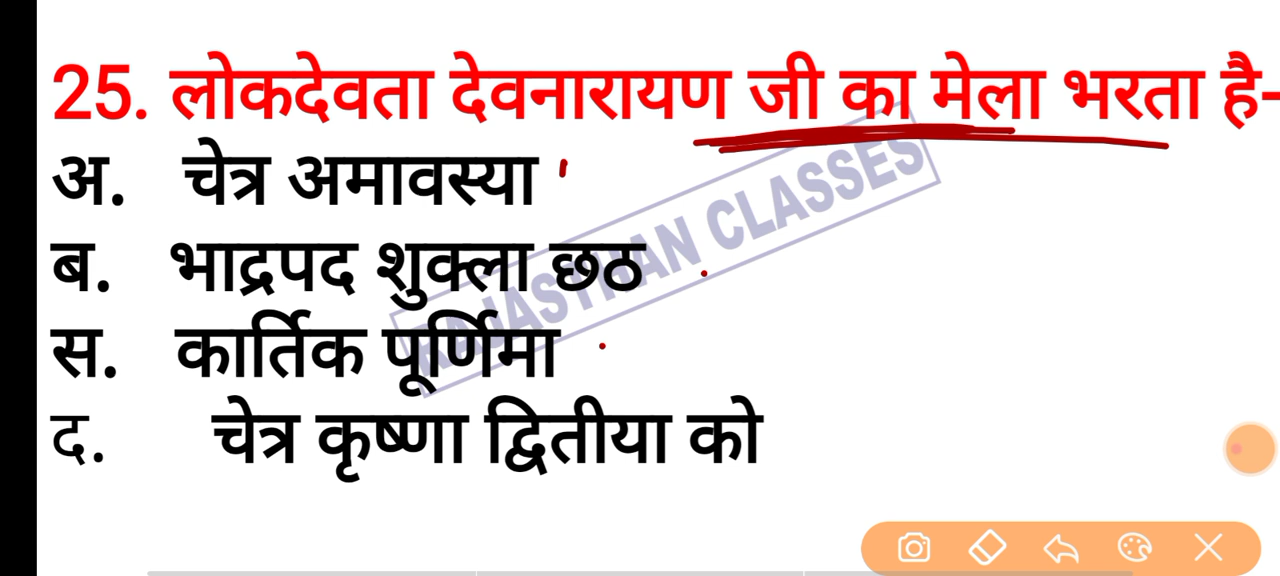 25. लोकदेवता देवनारायण जी का मेला भरता है-
अ. चेत्र अमावस्या
ब. भाद्रपद शुक्ला छठ
स. कार्तिक पूर्णिमा
द. चेत्र कृष्णा द्वितीया को
RAJASTHAN CLASSES